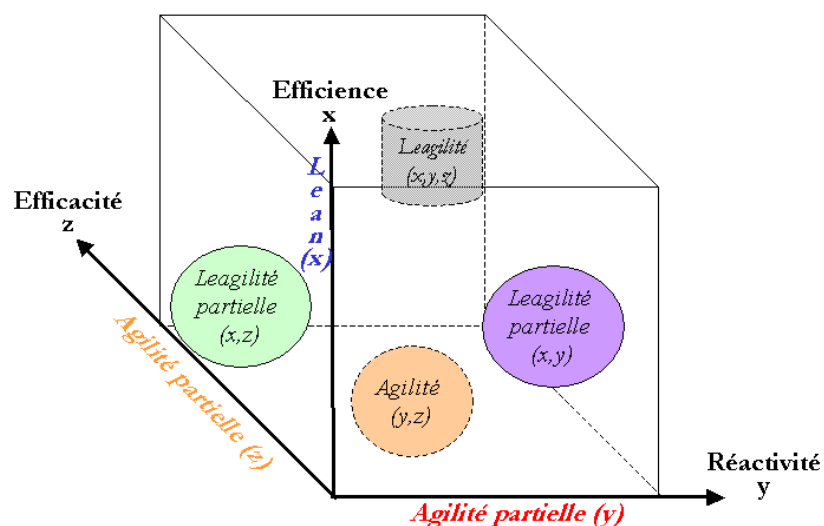 Efficience
x
Leagilité
(x,y,z)
Lean(x)
Efficacité
z
Leagilité
partielle
(x,z)
Leagilité
partielle
(x,y)
Agilité
(y,z)
Agilité partielle (z)
Réactivité
y
Agilité partielle (y)